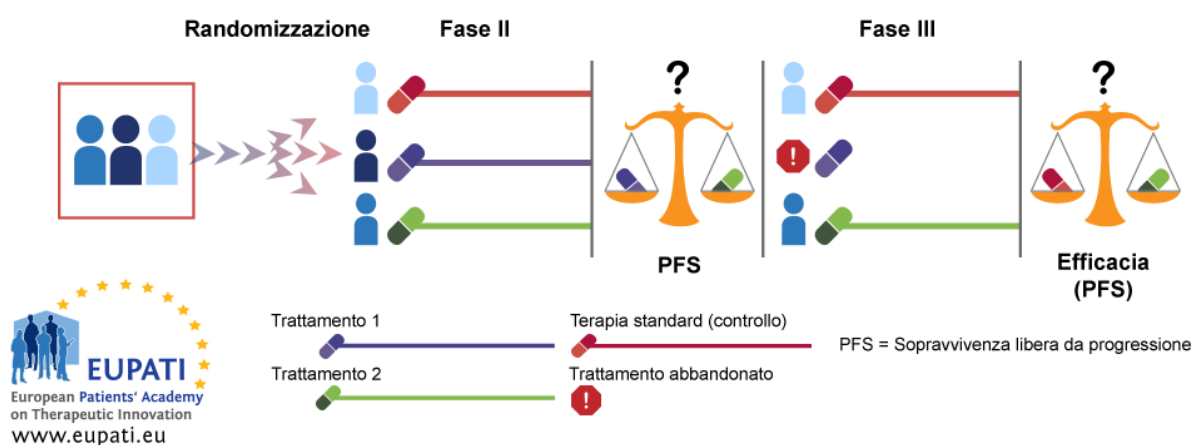 Randomizzazione
Fase II
Fase III
?
?
!
PFS
Efficacia
(PFS)
Trattamento 1
Terapia standard (controllo)
PFS = Sopravvivenza libera da progressione
Trattamento 2
Trattamento abbandonato
!
EUPATI
European Patients' Academy
on Therapeutic Innovation
www.eupati.eu